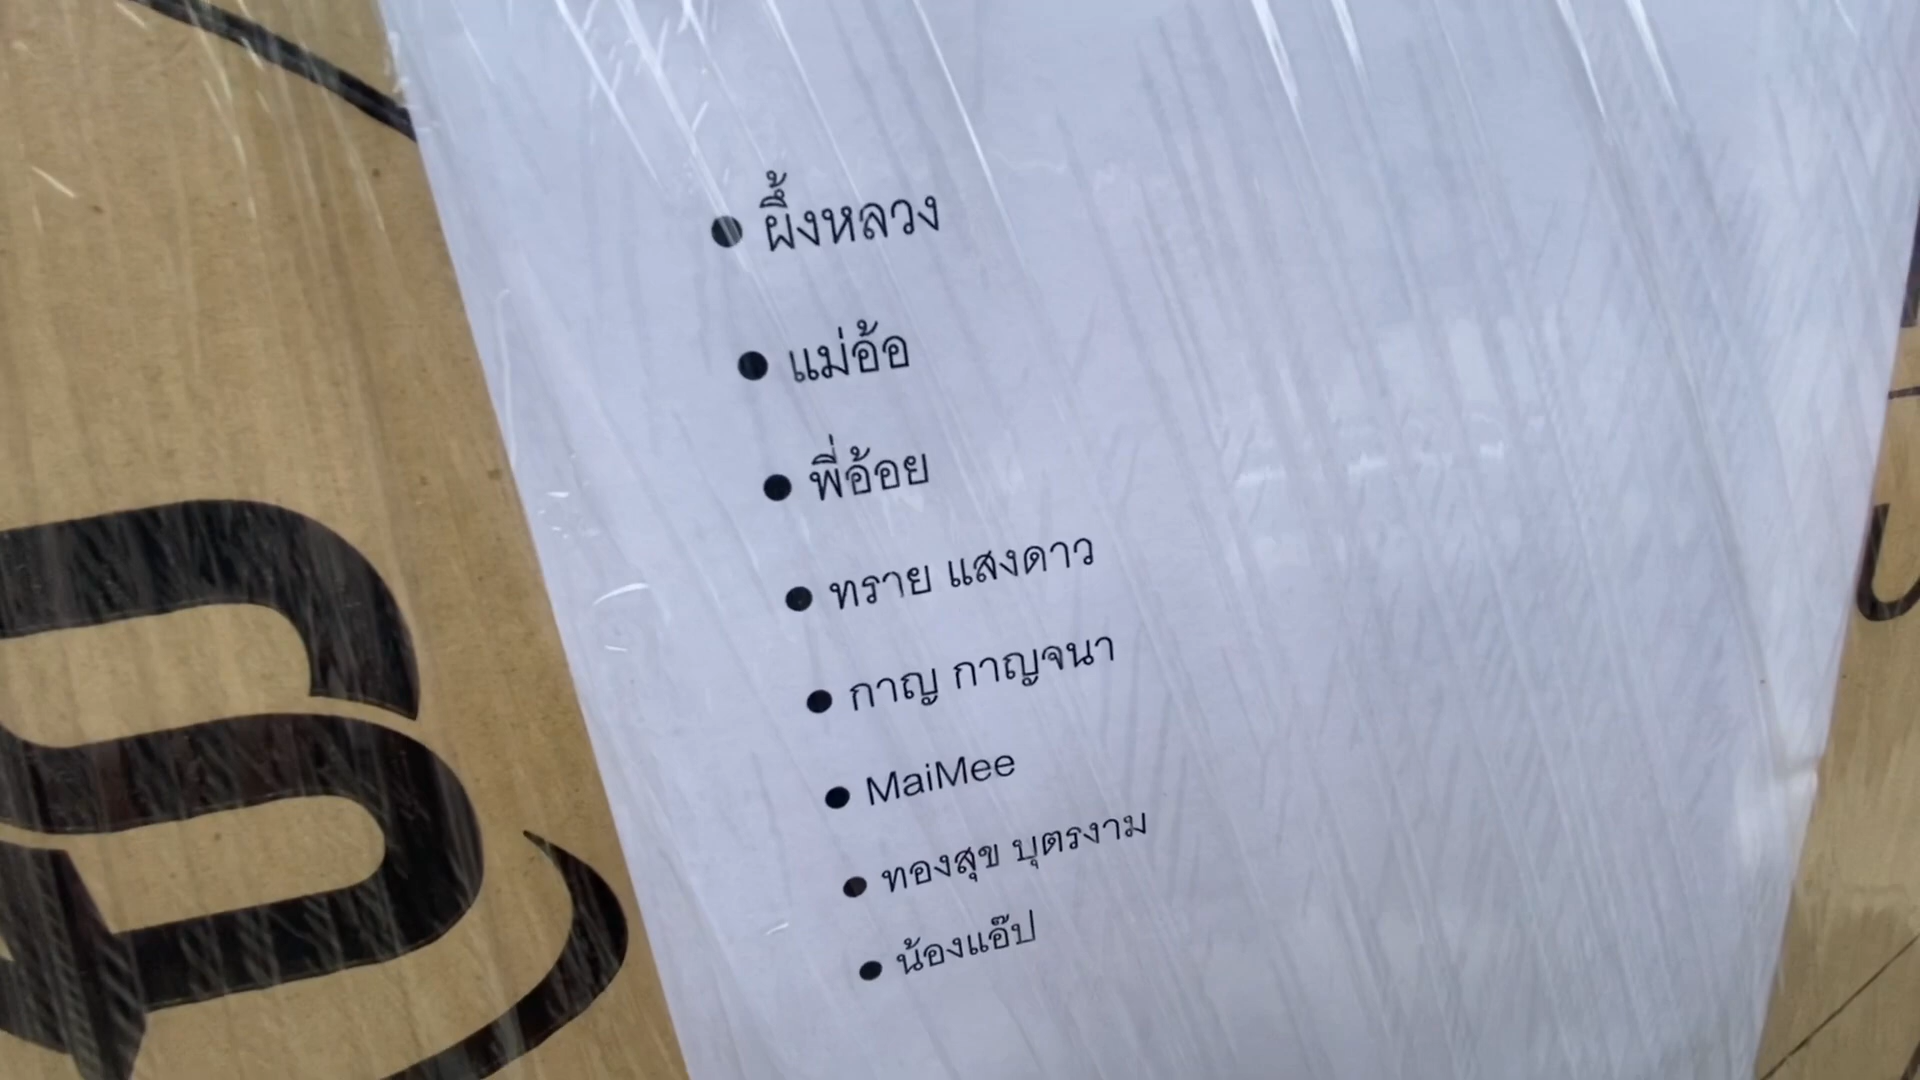 • ผึ้งหลวง
• แม่อ้อ
• พี่อ้อย
• ทราย แสงดาว
• กาญ กาญจนา
• MaiMee
• ทองสุข บุตรงาม
• น้องแอ๊ป